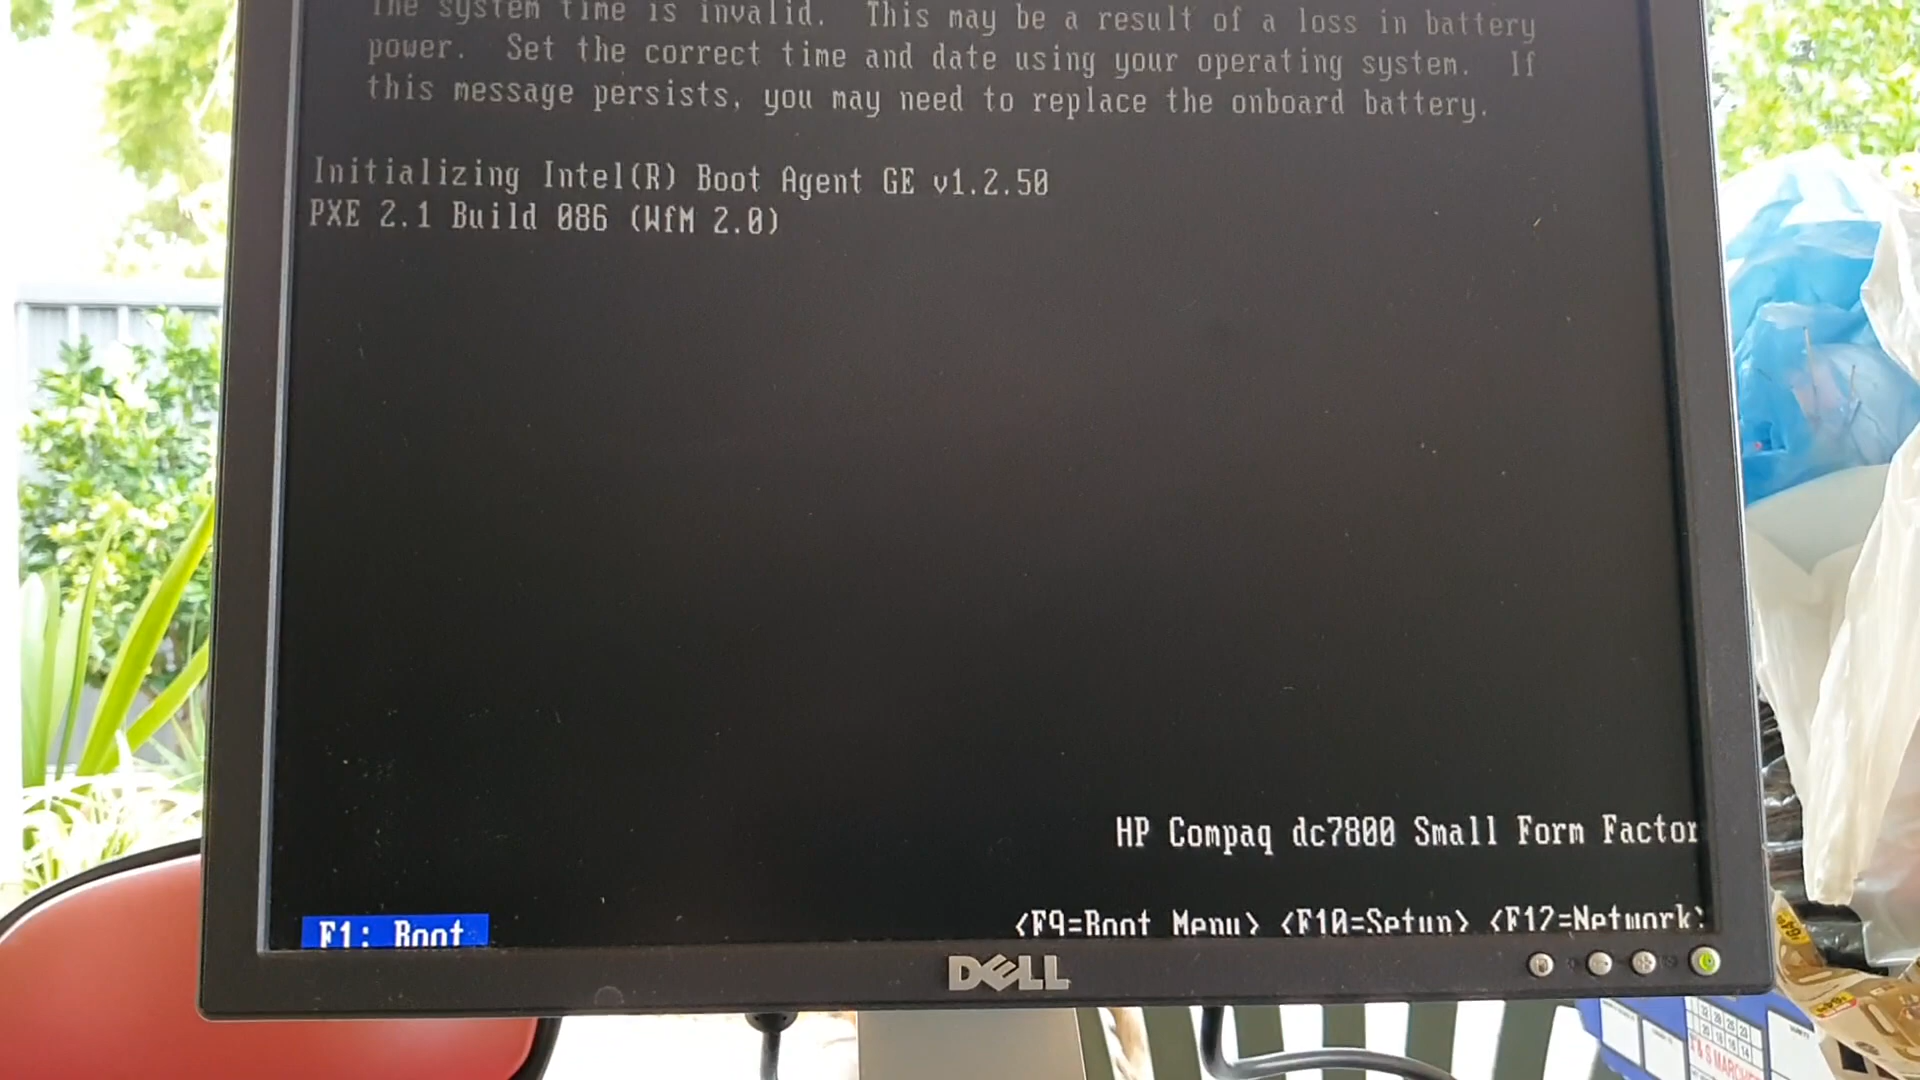 The system time is invalid. This may be a result of a loss in battery
power. Set the correct time and date using your operating system. If
this message persists, you may need to replace the onboard battery.
Initializing Intel(R) Boot Agent GE v1.2.50
PXE 2.1 Build 086 (WfM 2.0)
HP Compaq dc7800 Small Form Factor
F1: Boot
<F9=Boot Menu> <F10=Setup> <F12=Network>
DELL